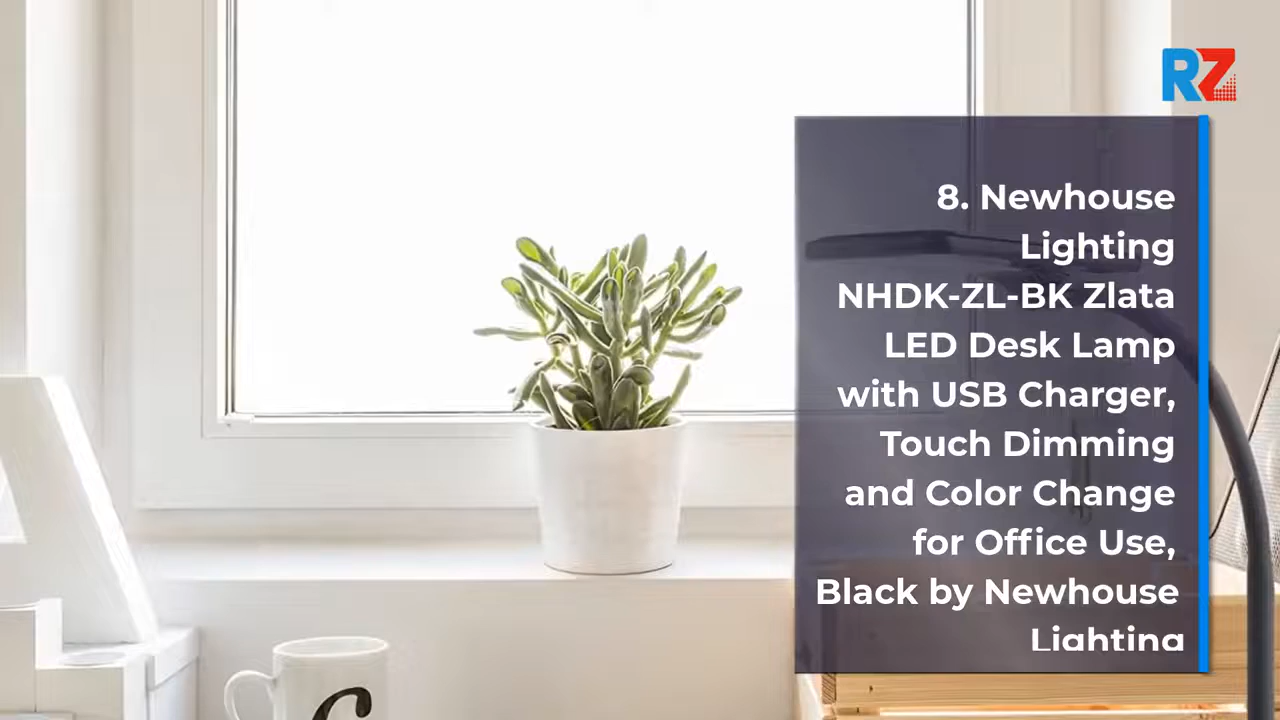 RZ
8. Newhouse
Lighting
NHDK-ZL-BK Zlata
LED Desk Lamp
with USB Charger,
Touch Dimming
and Color Change
for Office Use,
Black by Newhouse
Lighting